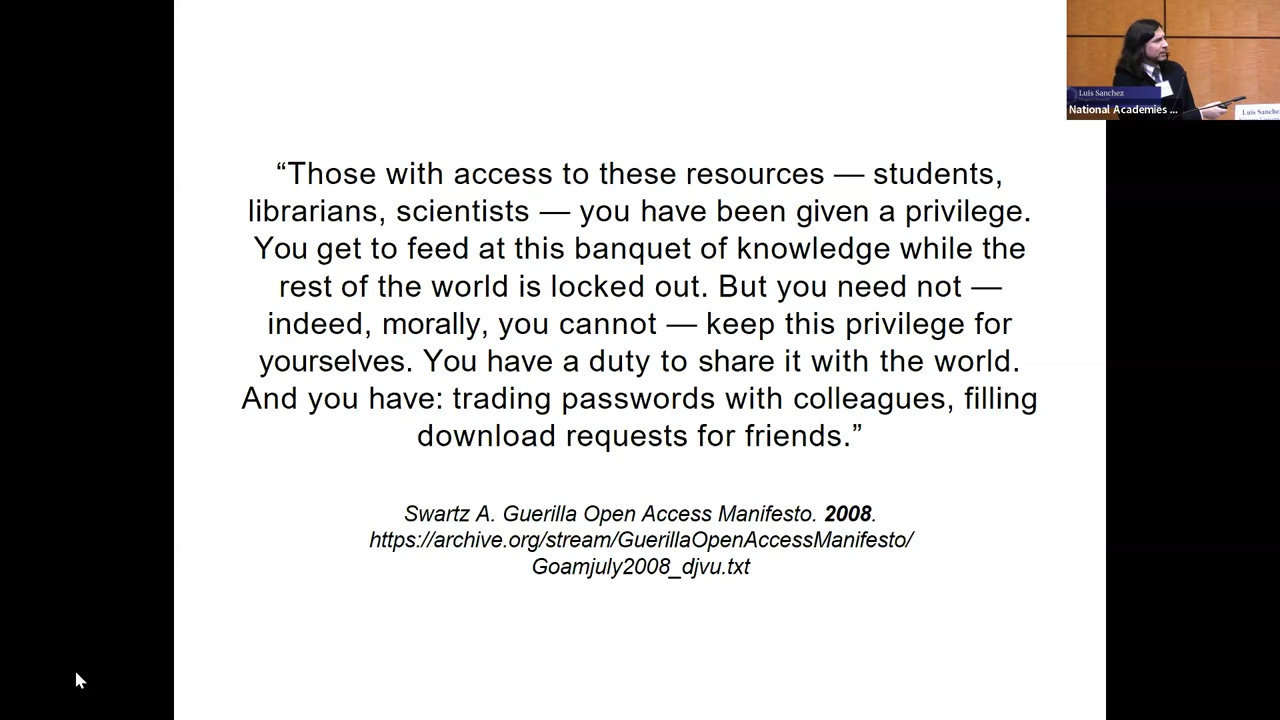 “Those with access to these resources — students,
librarians, scientists — you have been given a privilege.
You get to feed at this banquet of knowledge while the
rest of the world is locked out. But you need not —
indeed, morally, you cannot — keep this privilege for
yourselves. You have a duty to share it with the world.
And you have: trading passwords with colleagues, filling
download requests for friends.”
Swartz A. Guerilla Open Access Manifesto. 2008.
https://archive.org/stream/GuerillaOpenAccessManifesto/
Goamjuly2008_djvu.txt
Luis Sanchez
National Academies ...
Luis Sanchez